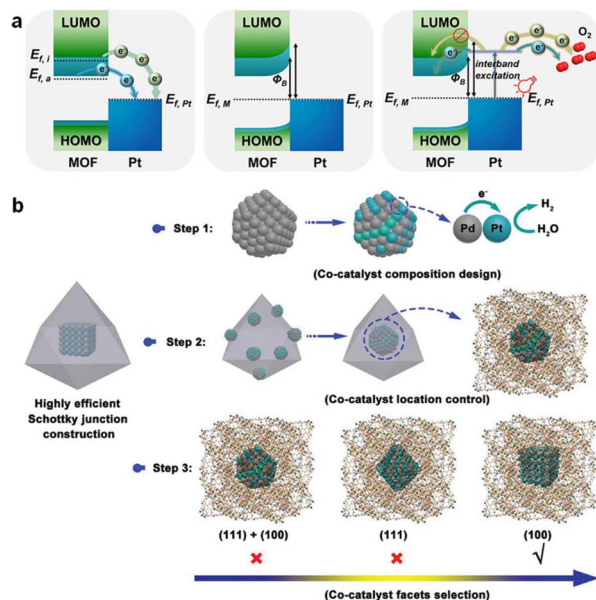 a
LUMO
E_f, i
E_f, a
e⁻
e⁻
e⁻
e⁻
E_f, Pt
HOMO
MOF Pt
LUMO
Φ_B
E_f, M
E_f, Pt
HOMO
MOF Pt
LUMO
e⁻
e⁻
e⁻
e⁻
O₂
Φ_B
interband
excitation
E_f, M
E_f, Pt
HOMO
MOF Pt
b
Step 1:
e⁻
Pd Pt
H₂
H₂O
(Co-catalyst composition design)
Step 2:
(Co-catalyst location control)
Highly efficient
Schottky junction
construction
Step 3:
(111) + (100) (111) (100)
✖ ✖ √
(Co-catalyst facets selection)